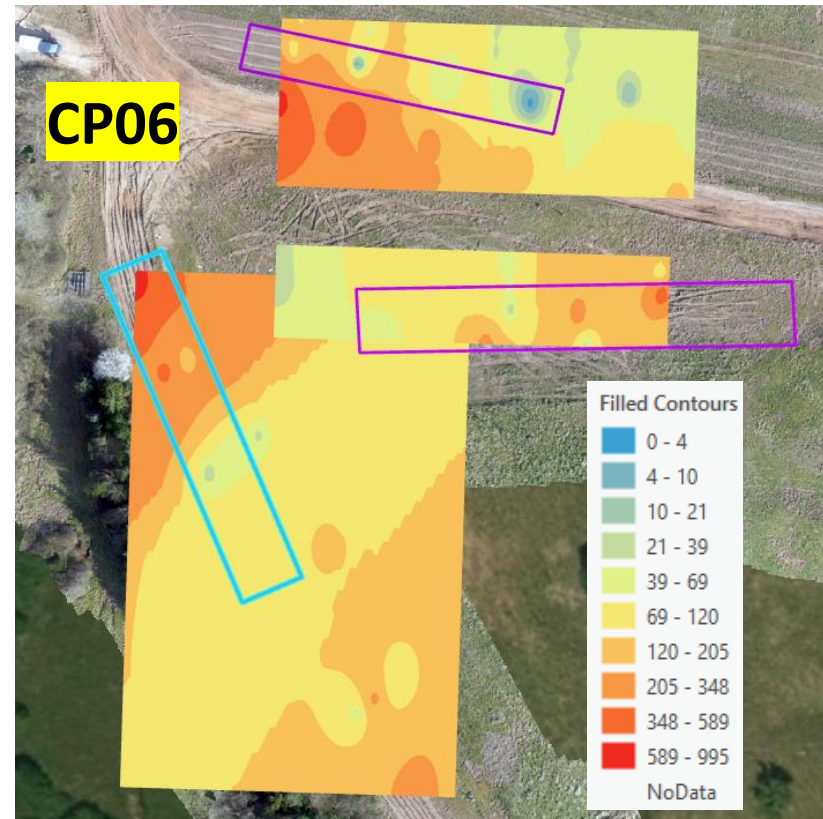 CP06
Filled Contours
0 - 4
4 - 10
10 - 21
21 - 39
39 - 69
69 - 120
120 - 205
205 - 348
348 - 589
589 - 995
NoData